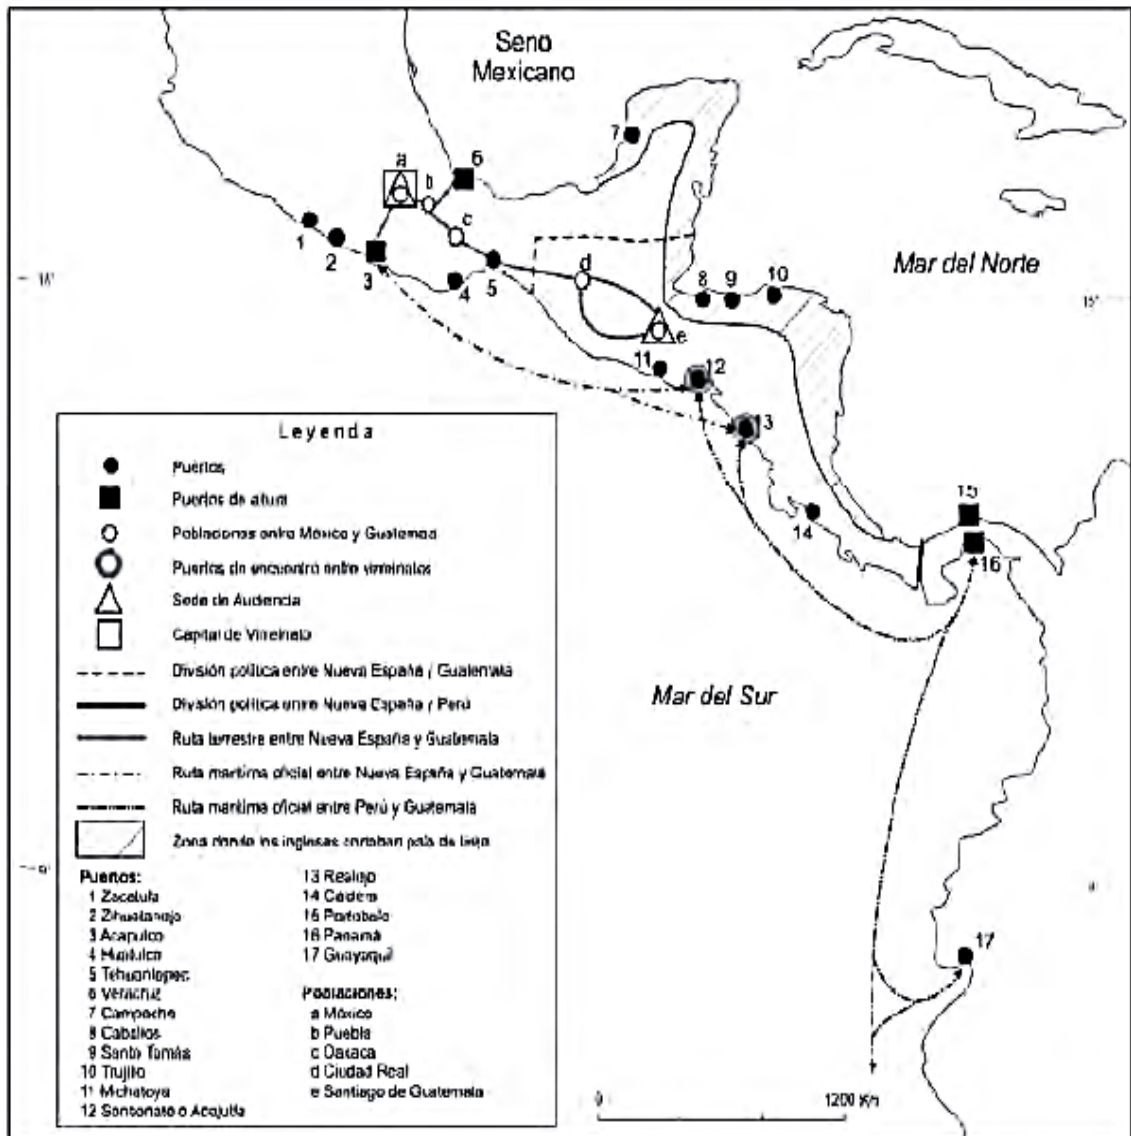 Seno
Mexicano
7
6
a
b
c
1
2
3
4
5
d
e
8
9
10
Mar del Norte
11
12
13
14
15
16
Mar del Sur
17
0
1200
Leyenda
Puertos
Puertos de altura
Poblaciones entre México y Guatemala
Puertos de encuentro entre virreinatos
Sede de Audiencia
Capital de Virreinato
División política entre Nueva España / Guatemala
División política entre Nueva España / Perú
Ruta terrestre entre Nueva España y Guatemala
Ruta marítima oficial entre Nueva España y Guatemala
Ruta marítima oficial entre Perú y Guatemala
Zona donde los ingleses cortaban palo de
Puertos:
1 Zacatula
2 Zihuatanejo
3 Acapulco
4 Huatulco
5 Tehuantepec
6 Veracruz
7 Campeche
8 Caballos
9 Santo Tomás
10 Trujillo
11 Michatoya
12 Sonsonate o Acajutla
13 Realejo
14 Caldera
15 Portobelo
16 Panamá
17 Guayaquil
Poblaciones:
a México
b Puebla
c Oaxaca
d Ciudad Real
e Santiago de Guatemala